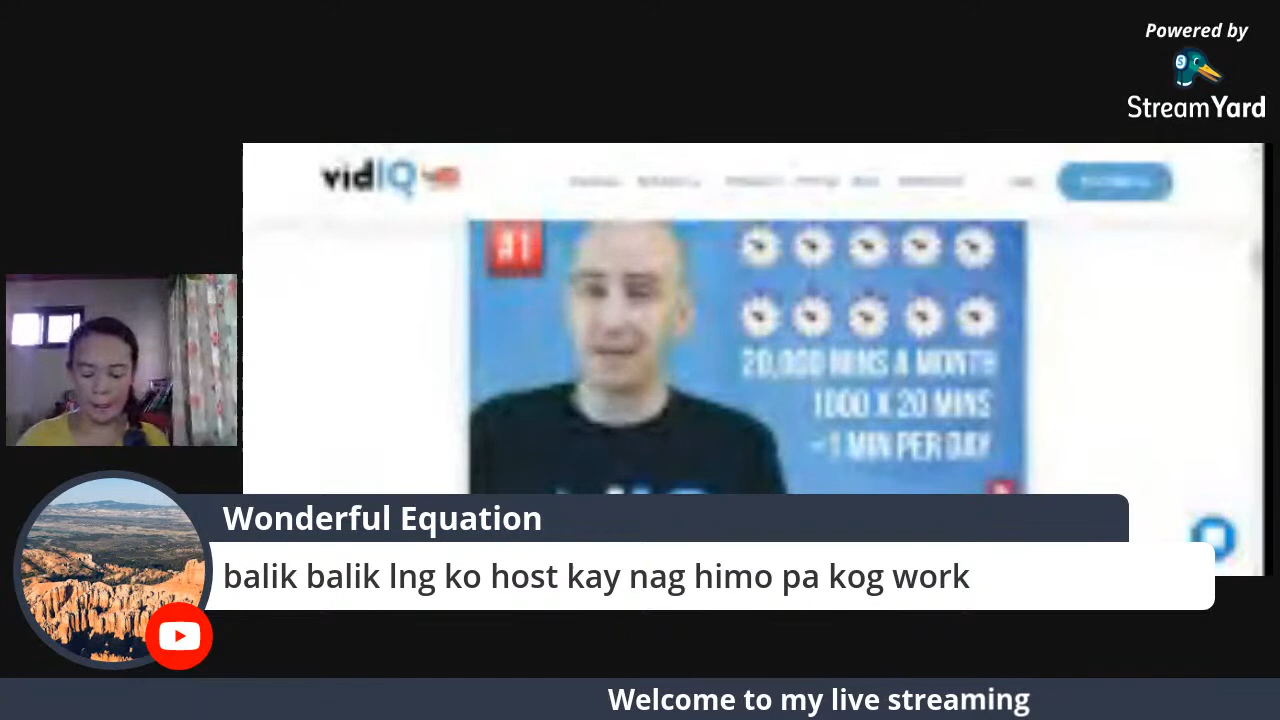 Powered by
StreamYard
vidIQ
#1
20,000 MINS A MONTH
1000 X 20 MINS
~1 MIN PER DAY
Wonderful Equation
balik balik lng ko host kay nag himo pa kog work
Welcome to my live streaming